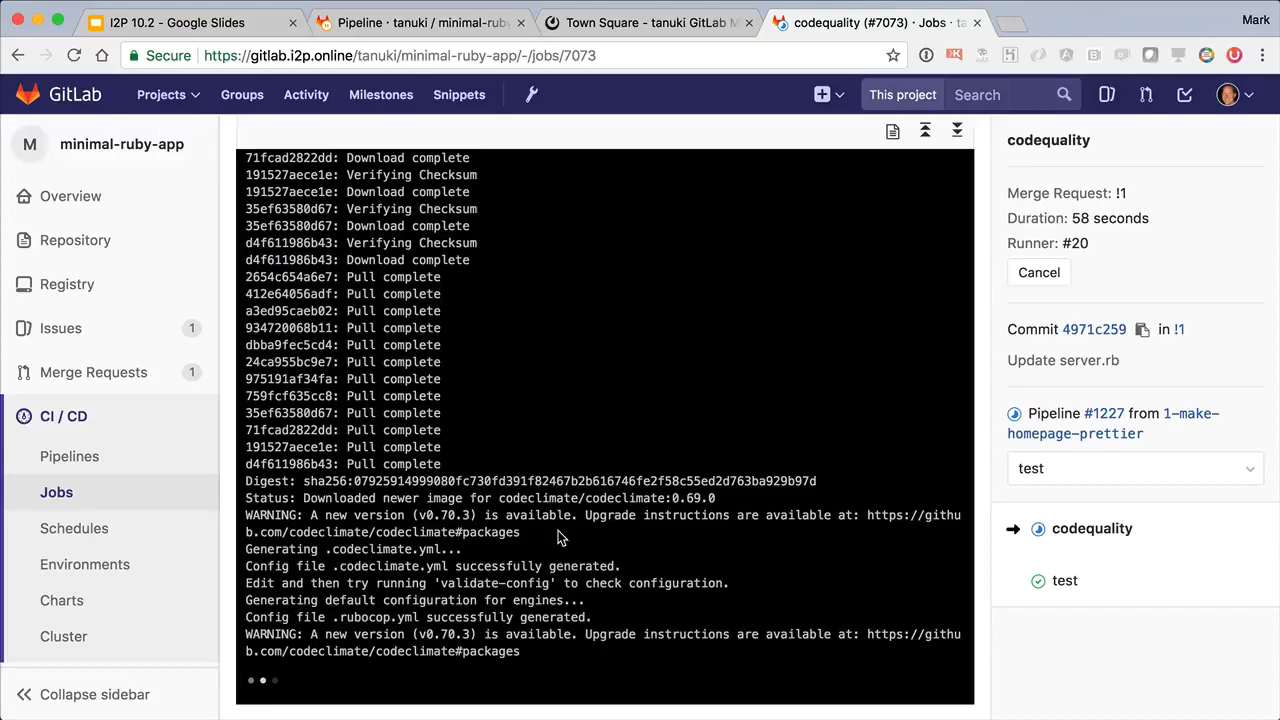 I2P 10.2 - Google Slides
Pipeline · tanuki / minimal-ruby
Town Square - tanuki GitLab M
codequality (#7073) · Jobs · ta
Mark
Secure
https://gitlab.i2p.online/tanuki/minimal-ruby-app/-/jobs/7073
GitLab
Projects
Groups
Activity
Milestones
Snippets
This project
Search
M
minimal-ruby-app
Overview
Repository
Registry
Issues
1
Merge Requests
1
CI / CD
Pipelines
Jobs
Schedules
Environments
Charts
Cluster
Collapse sidebar
71fcad2822dd: Download complete
191527aece1e: Verifying Checksum
191527aece1e: Download complete
35ef63580d67: Verifying Checksum
35ef63580d67: Download complete
d4f611986b43: Verifying Checksum
d4f611986b43: Download complete
2654c654a6e7: Pull complete
412e64056adf: Pull complete
a3ed95caeb02: Pull complete
934720068b11: Pull complete
dbba9fec5cd4: Pull complete
24ca955bc9e7: Pull complete
975191af34fa: Pull complete
759fcf635cc8: Pull complete
35ef63580d67: Pull complete
71fcad2822dd: Pull complete
191527aece1e: Pull complete
d4f611986b43: Pull complete
Digest: sha256:07925914999080fc730fd391f82467b2b616746fe2f58c55ed2d763ba929b97d
Status: Downloaded newer image for codeclimate/codeclimate:0.69.0
WARNING: A new version (v0.70.3) is available. Upgrade instructions are available at: https://githu
b.com/codeclimate/codeclimate#packages
Generating .codeclimate.yml...
Config file .codeclimate.yml successfully generated.
Edit and then try running 'validate-config' to check configuration.
Generating default configuration for engines...
Config file .rubocop.yml successfully generated.
WARNING: A new version (v0.70.3) is available. Upgrade instructions are available at: https://githu
b.com/codeclimate/codeclimate#packages
codequality
Merge Request: !1
Duration: 58 seconds
Runner: #20
Cancel
Commit 4971c259 in !1
Update server.rb
Pipeline #1227 from 1-make-
homepage-prettier
test
codequality
test